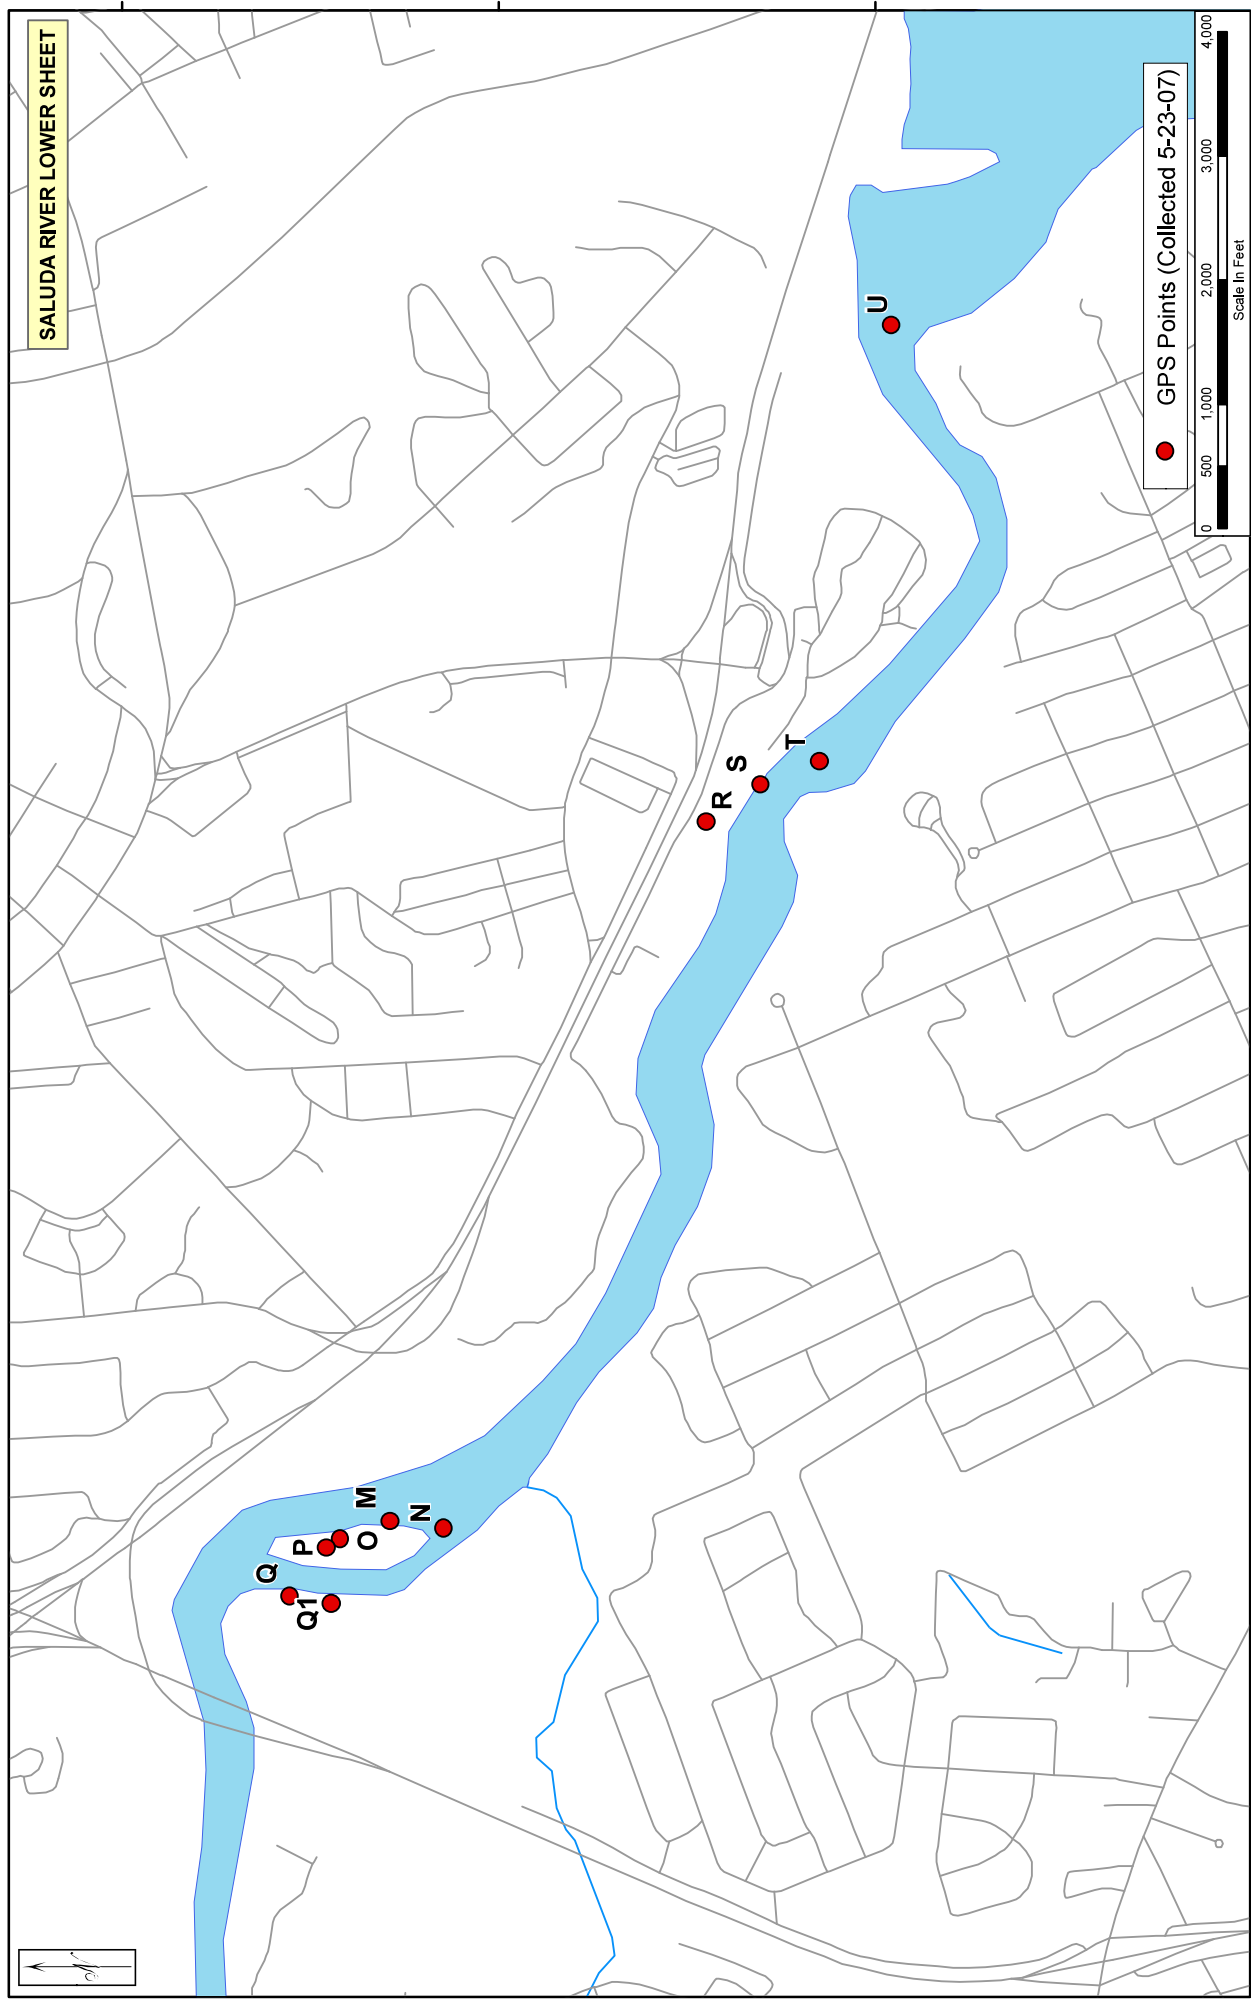 SALUDA RIVER LOWER SHEET
Q
Q1
P
O
M
N
R
S
T
U
GPS Points (Collected 5-23-07)
0 500 1,000 2,000 3,000 4,000
Scale In Feet